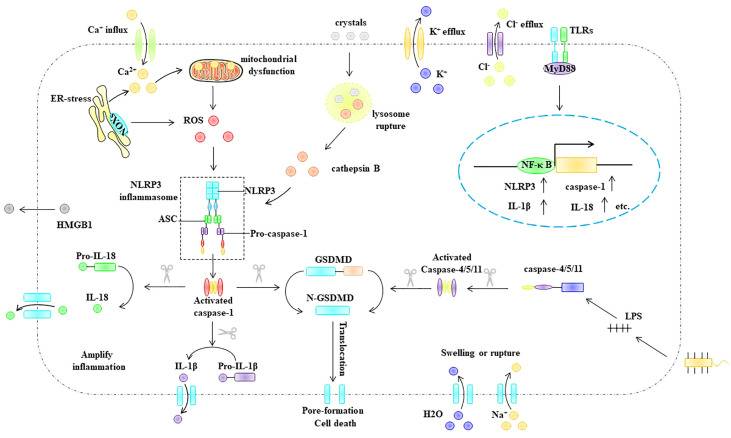 Ca⁺ influx
crystals
K⁺ efflux
Cl⁻ efflux
TLRs
Ca²⁺
mitochondrial
dysfunction
K⁺
Cl⁻
MyD88
ER-stress
NOX
ROS
lysosome
rupture
NF-κ B
cathepsin B
NLRP3
inflammasome
NLRP3
NLRP3
caspase-1
IL-1β
IL-18
etc.
ASC
Pro-caspase-1
HMGB1
Pro-IL-18
GSDMD
Activated
Caspase-4/5/11
caspase-4/5/11
IL-18
Activated
caspase-1
N-GSDMD
LPS
Translocation
Amplify
inflammation
IL-1β
Pro-IL-1β
Swelling or rupture
Pore-formation
Cell death
H2O
Na⁺